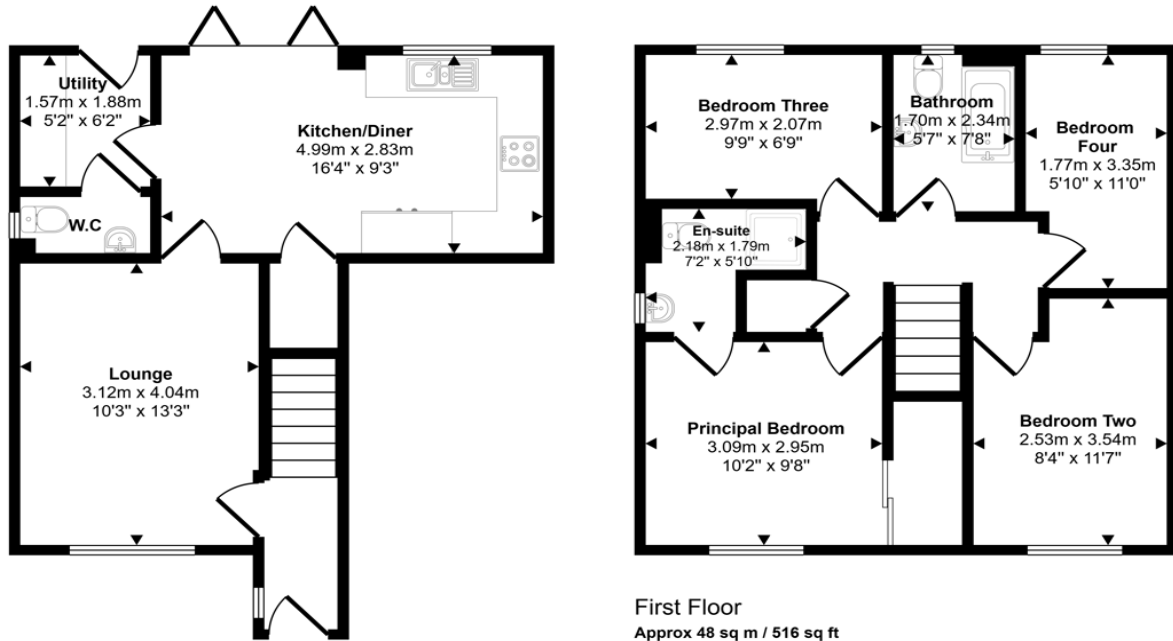 Utility
1.57m x 1.88m
5'2" x 6'2"
Kitchen/Diner
4.99m x 2.83m
16'4" x 9'3"
W.C
Lounge
3.12m x 4.04m
10'3" x 13'3"
Bedroom Three
2.97m x 2.07m
9'9" x 6'9"
Bathroom
1.70m x 2.34m
5'7" x 7'8"
Bedroom
Four
1.77m x 3.35m
5'10" x 11'0"
En-suite
2.18m x 1.79m
7'2" x 5'10"
Principal Bedroom
3.09m x 2.95m
10'2" x 9'8"
Bedroom Two
2.53m x 3.54m
8'4" x 11'7"
First Floor
Approx 48 sq m / 516 sq ft